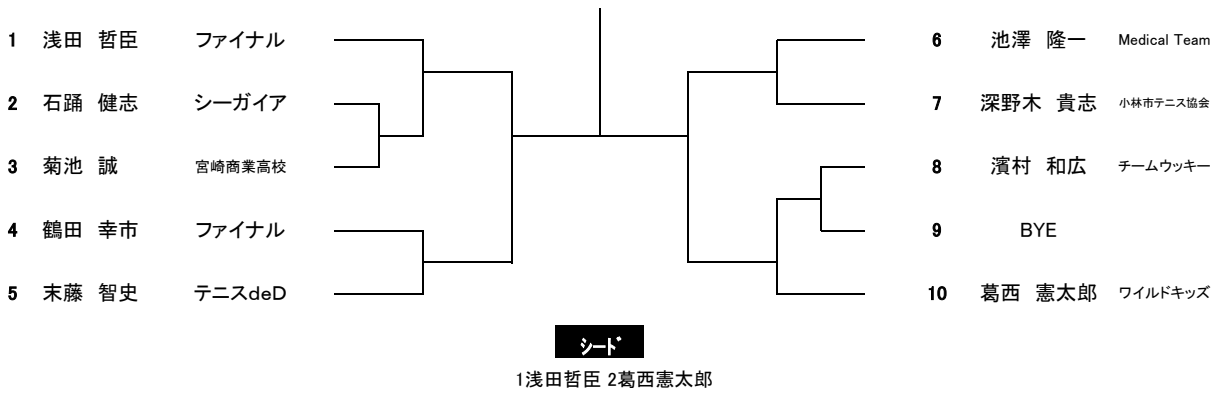 1 浅田 哲臣 ファイナル
2 石踊 健志 シーガイア
3 菊池 誠 宮崎商業高校
4 鶴田 幸市 ファイナル
5 末藤 智史 テニスdeD
6 池澤 隆一 Medical Team
7 深野木 貴志 小林市テニス協会
8 濱村 和広 チームウッキー
9 BYE
10 葛西 憲太郎 ワイルドキッズ
シード
1浅田哲臣 2葛西憲太郎